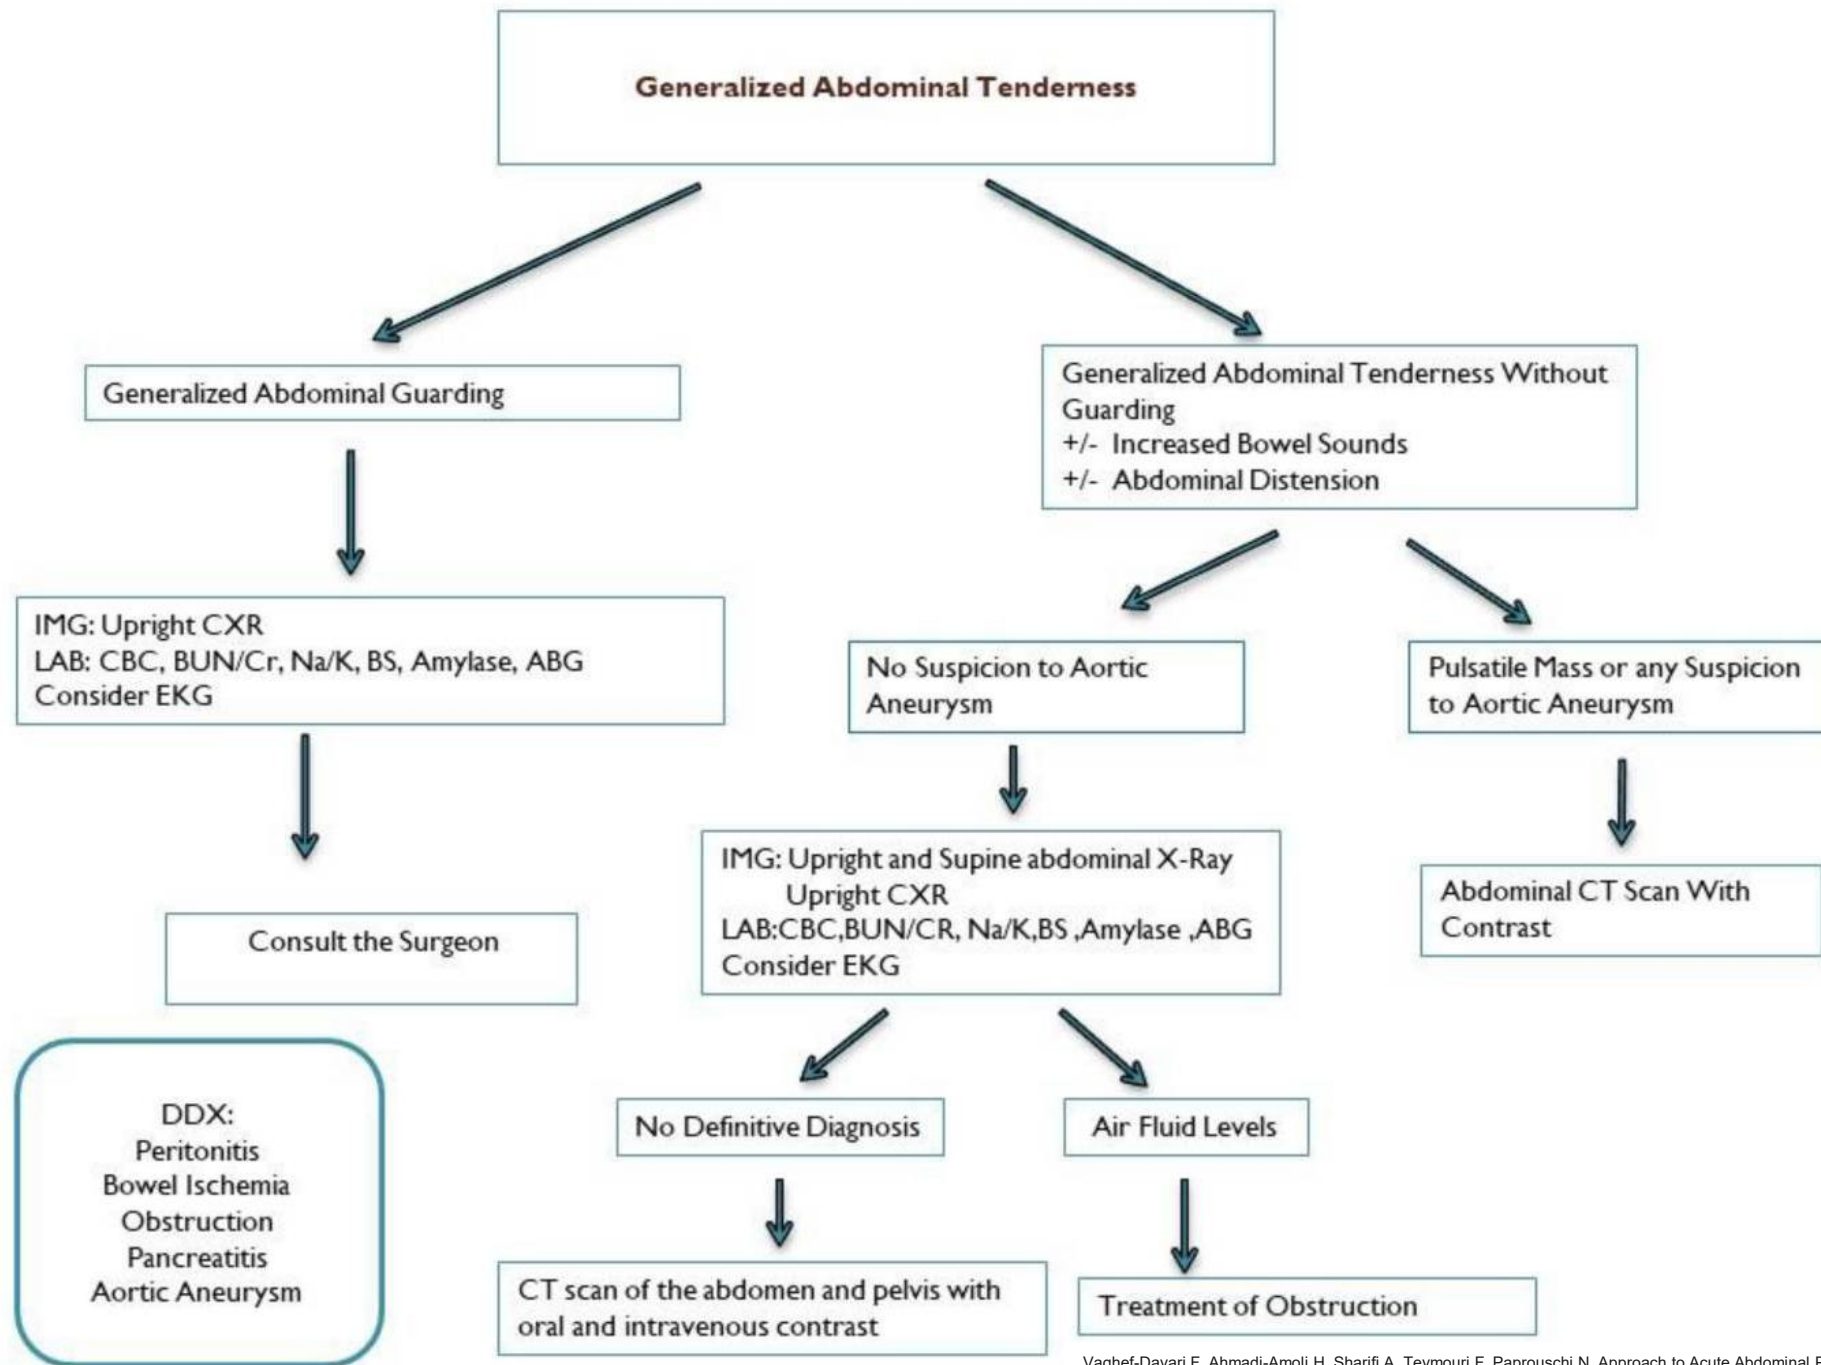 Generalized Abdominal Tenderness
Generalized Abdominal Guarding
Generalized Abdominal Tenderness Without
Guarding
+/- Increased Bowel Sounds
+/- Abdominal Distension
IMG: Upright CXR
LAB: CBC, BUN/Cr, Na/K, BS, Amylase, ABG
Consider EKG
No Suspicion to Aortic
Aneurysm
Pulsatile Mass or any Suspicion
to Aortic Aneurysm
Consult the Surgeon
IMG: Upright and Supine abdominal X-Ray
Upright CXR
LAB:CBC,BUN/CR, Na/K,BS ,Amylase ,ABG
Consider EKG
Abdominal CT Scan With
Contrast
DDX:
Peritonitis
Bowel Ischemia
Obstruction
Pancreatitis
Aortic Aneurysm
No Definitive Diagnosis
Air Fluid Levels
CT scan of the abdomen and pelvis with
oral and intravenous contrast
Treatment of Obstruction
Vaghef-Davari F, Ahmadi-Amoli H, Sharifi A, Teymouri F, Paprouschi N. Approach to Acute Abdominal